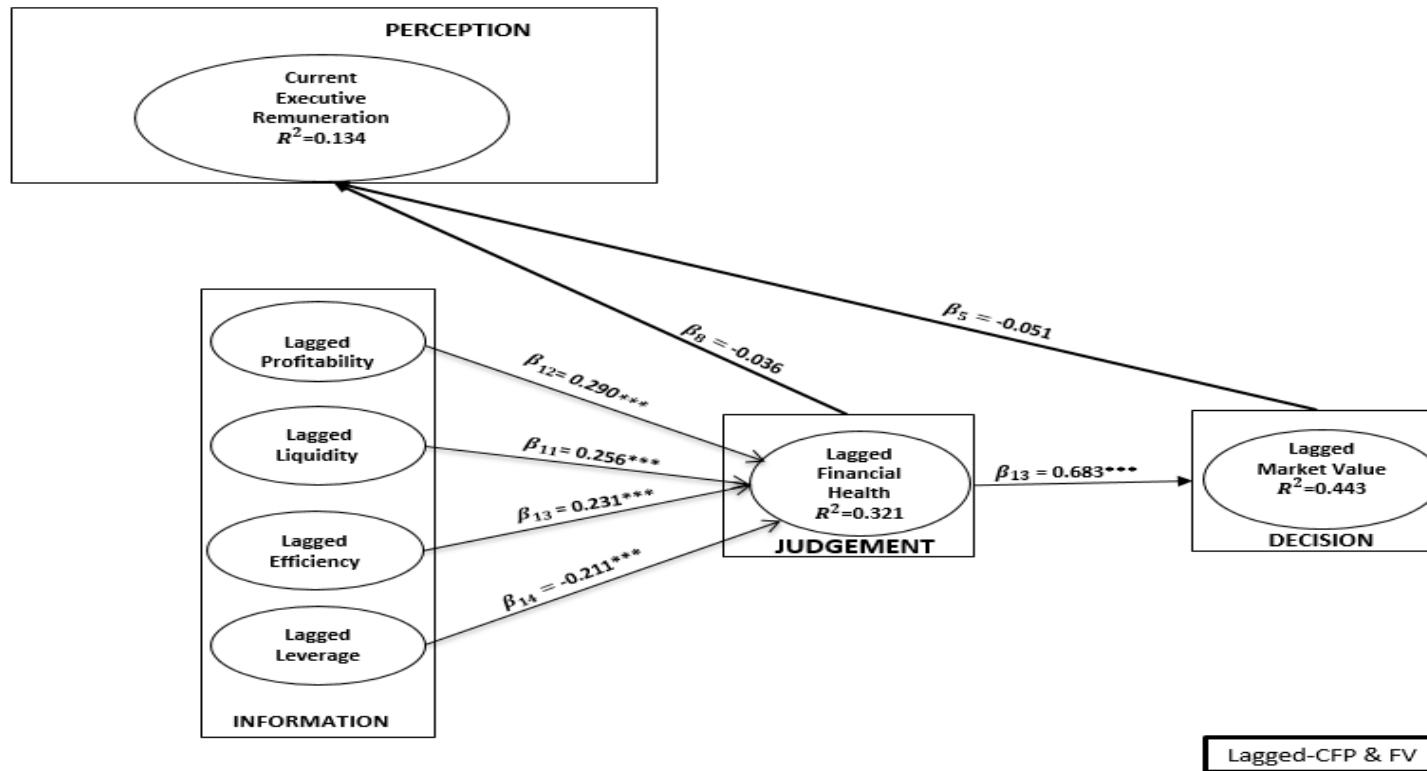 PERCEPTION
Current
Executive
Remuneration
R²=0.134
β₈ = -0.036
β₅ = -0.051
Lagged
Profitability
Lagged
Liquidity
Lagged
Efficiency
Lagged
Leverage
INFORMATION
β₁₂= 0.290***
β₁₁= 0.256***
β₁₃ = 0.231***
β₁₄ = -0.211***
Lagged
Financial
Health
R²=0.321
JUDGEMENT
β₁₃ = 0.683***
Lagged
Market Value
R²=0.443
DECISION
Lagged-CFP & FV